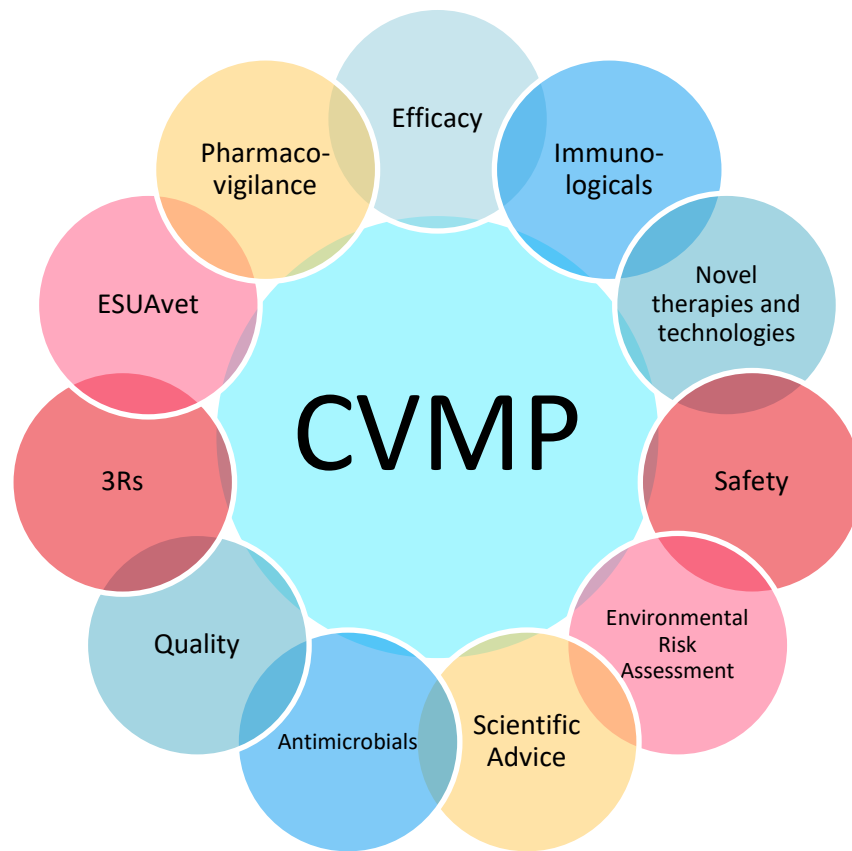 Efficacy
Immuno-
logicals
Novel
therapies and
technologies
Safety
Environmental
Risk
Assessment
Scientific
Advice
Antimicrobials
Quality
3Rs
ESUAvet
Pharmaco-
vigilance
CVMP